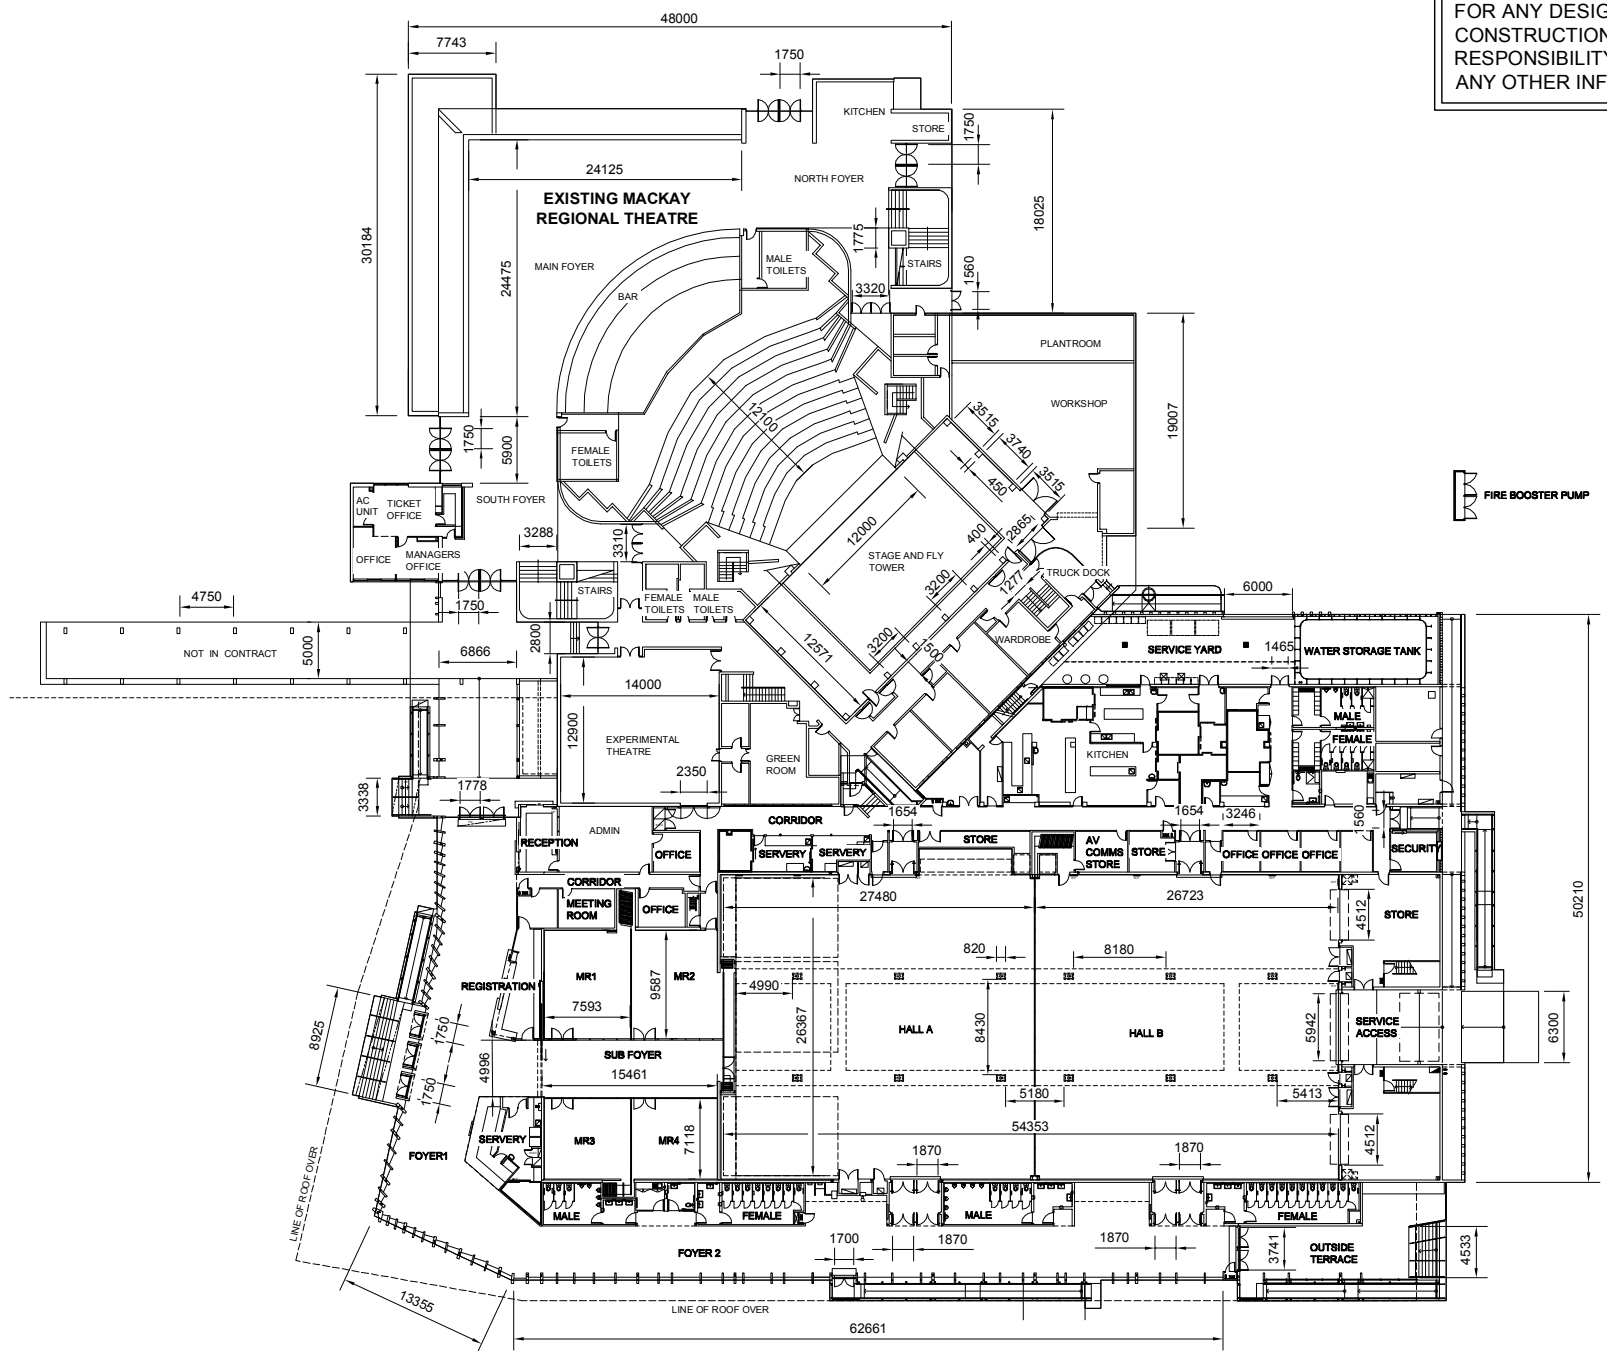 48000
FOR ANY DESIG
CONSTRUCTION
RESPONSIBILITY
ANY OTHER INF
7743
1750
KITCHEN
STORE
1750
24125
NORTH FOYER
EXISTING MACKAY
REGIONAL THEATRE
30184
24475
18025
1775
MAIN FOYER
MALE
TOILETS
STAIRS
1560
BAR
3320
PLANTROOM
WORKSHOP
19007
12100
3515
3740
3515
450
1750
5900
FEMALE
TOILETS
AC
UNIT
TICKET
OFFICE
SOUTH FOYER
FIRE BOOSTER PUMP
3288
3310
12000
400
2865
OFFICE
MANAGERS
OFFICE
STAGE AND FLY
TOWER
3200
1277
TRUCK DOCK
STAIRS
FEMALE
TOILETS
MALE
TOILETS
6000
4750
1750
NOT IN CONTRACT
5000
6866
2800
12571
3200
1500
WARDROBE
SERVICE YARD
1465
WATER STORAGE TANK
14000
12900
EXPERIMENTAL
THEATRE
GREEN
ROOM
KITCHEN
MALE
FEMALE
2350
1778
3338
1654
1654
3246
1560
CORRIDOR
ADMIN
RECEPTION
OFFICE
SERVERY
SERVERY
STORE
AV
COMMS
STORE
STORE
OFFICE
OFFICE
OFFICE
SECURITY
CORRIDOR
MEETING
ROOM
OFFICE
27480
26723
4512
STORE
50210
820
8180
MR1
MR2
9587
REGISTRATION
7593
4990
26367
8430
HALL A
HALL B
5942
SERVICE
ACCESS
6300
8925
1750
1750
4996
SUB FOYER
15461
5180
5413
SERVERY
MR3
MR4
7118
54353
4512
FOYER1
1870
1870
LINE OF ROOF OVER
MALE
FEMALE
MALE
FEMALE
FOYER 2
1700
1870
1870
3741
OUTSIDE
TERRACE
4533
13355
LINE OF ROOF OVER
62661